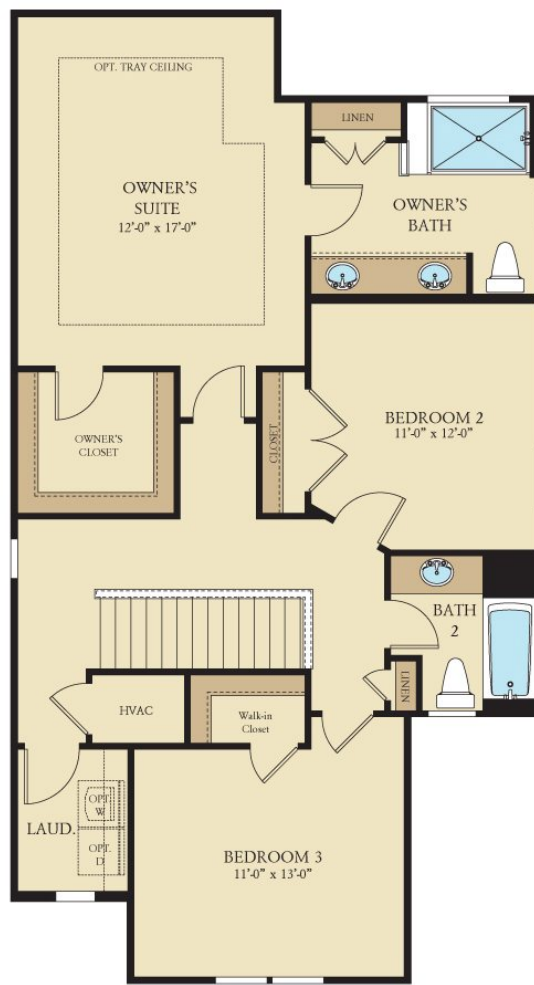 OPT. TRAY CEILING
LINEN
OWNER'S
SUITE
12'-0" x 17'-0"
OWNER'S
BATH
BEDROOM 2
11'-0" x 12'-0"
OWNER'S
CLOSET
CLOSET
BATH
2
LINEN
HVAC
Walk-in
Closet
OPT.
W
LAUD.
OPT.
D
BEDROOM 3
11'-0" x 13'-0"